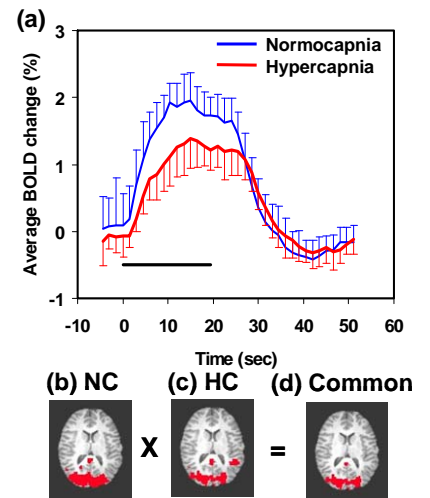 (a)
3
2
1
0
-1
Average BOLD change (%)
Normocapnia
Hypercapnia
-10 0 10 20 30 40 50 60
Time (sec)
(b) NC (c) HC (d) Common
X =